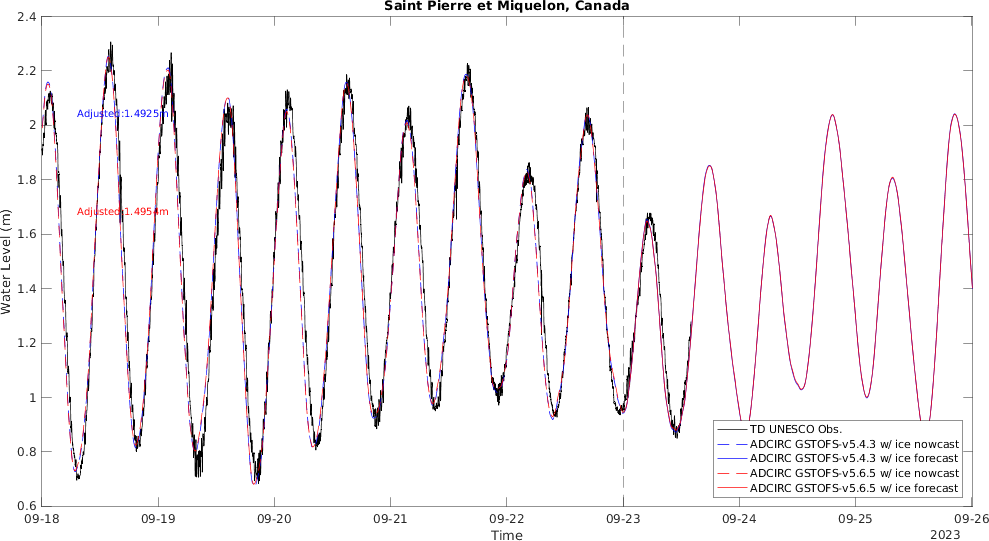 Saint Pierre et Miquelon, Canada
2.4
2.2
2
1.8
1.6
1.4
1.2
1
0.8
0.6
Water Level (m)
Adjusted:1.4925m
Adjusted:1.4954m
TD UNESCO Obs.
ADCIRC GSTOFS-v5.4.3 w/ ice nowcast
ADCIRC GSTOFS-v5.4.3 w/ ice forecast
ADCIRC GSTOFS-v5.6.5 w/ ice nowcast
ADCIRC GSTOFS-v5.6.5 w/ ice forecast
09-18 09-19 09-20 09-21 09-22 09-23 09-24 09-25 09-26
Time
2023